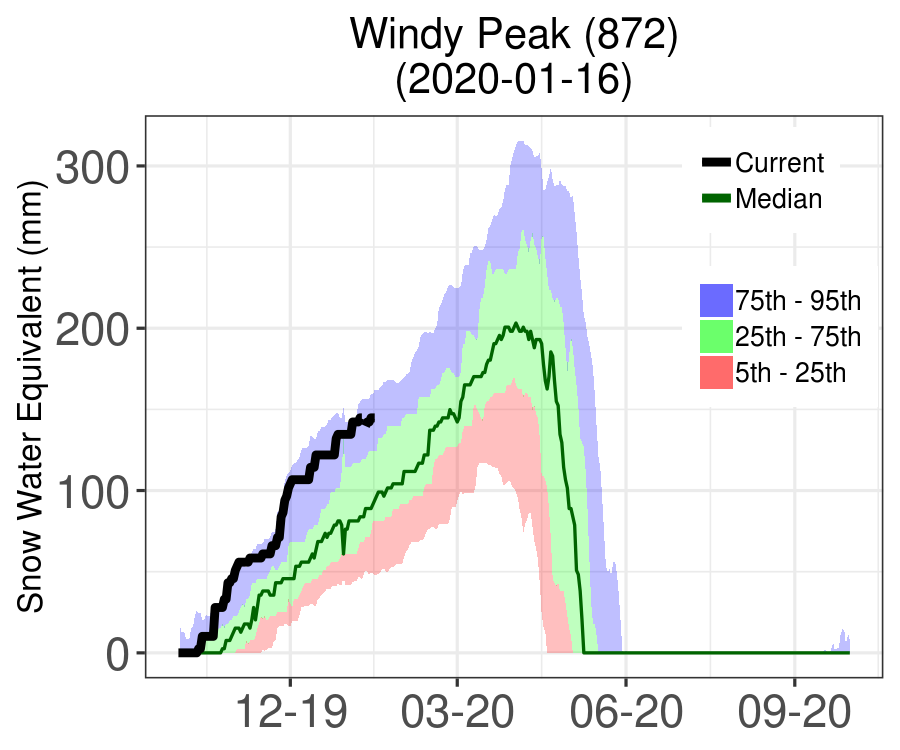 Windy Peak (872)
(2020-01-16)
Snow Water Equivalent (mm)
300
200
100
0
12-19
03-20
06-20
09-20
Current
Median
75th - 95th
25th - 75th
5th - 25th